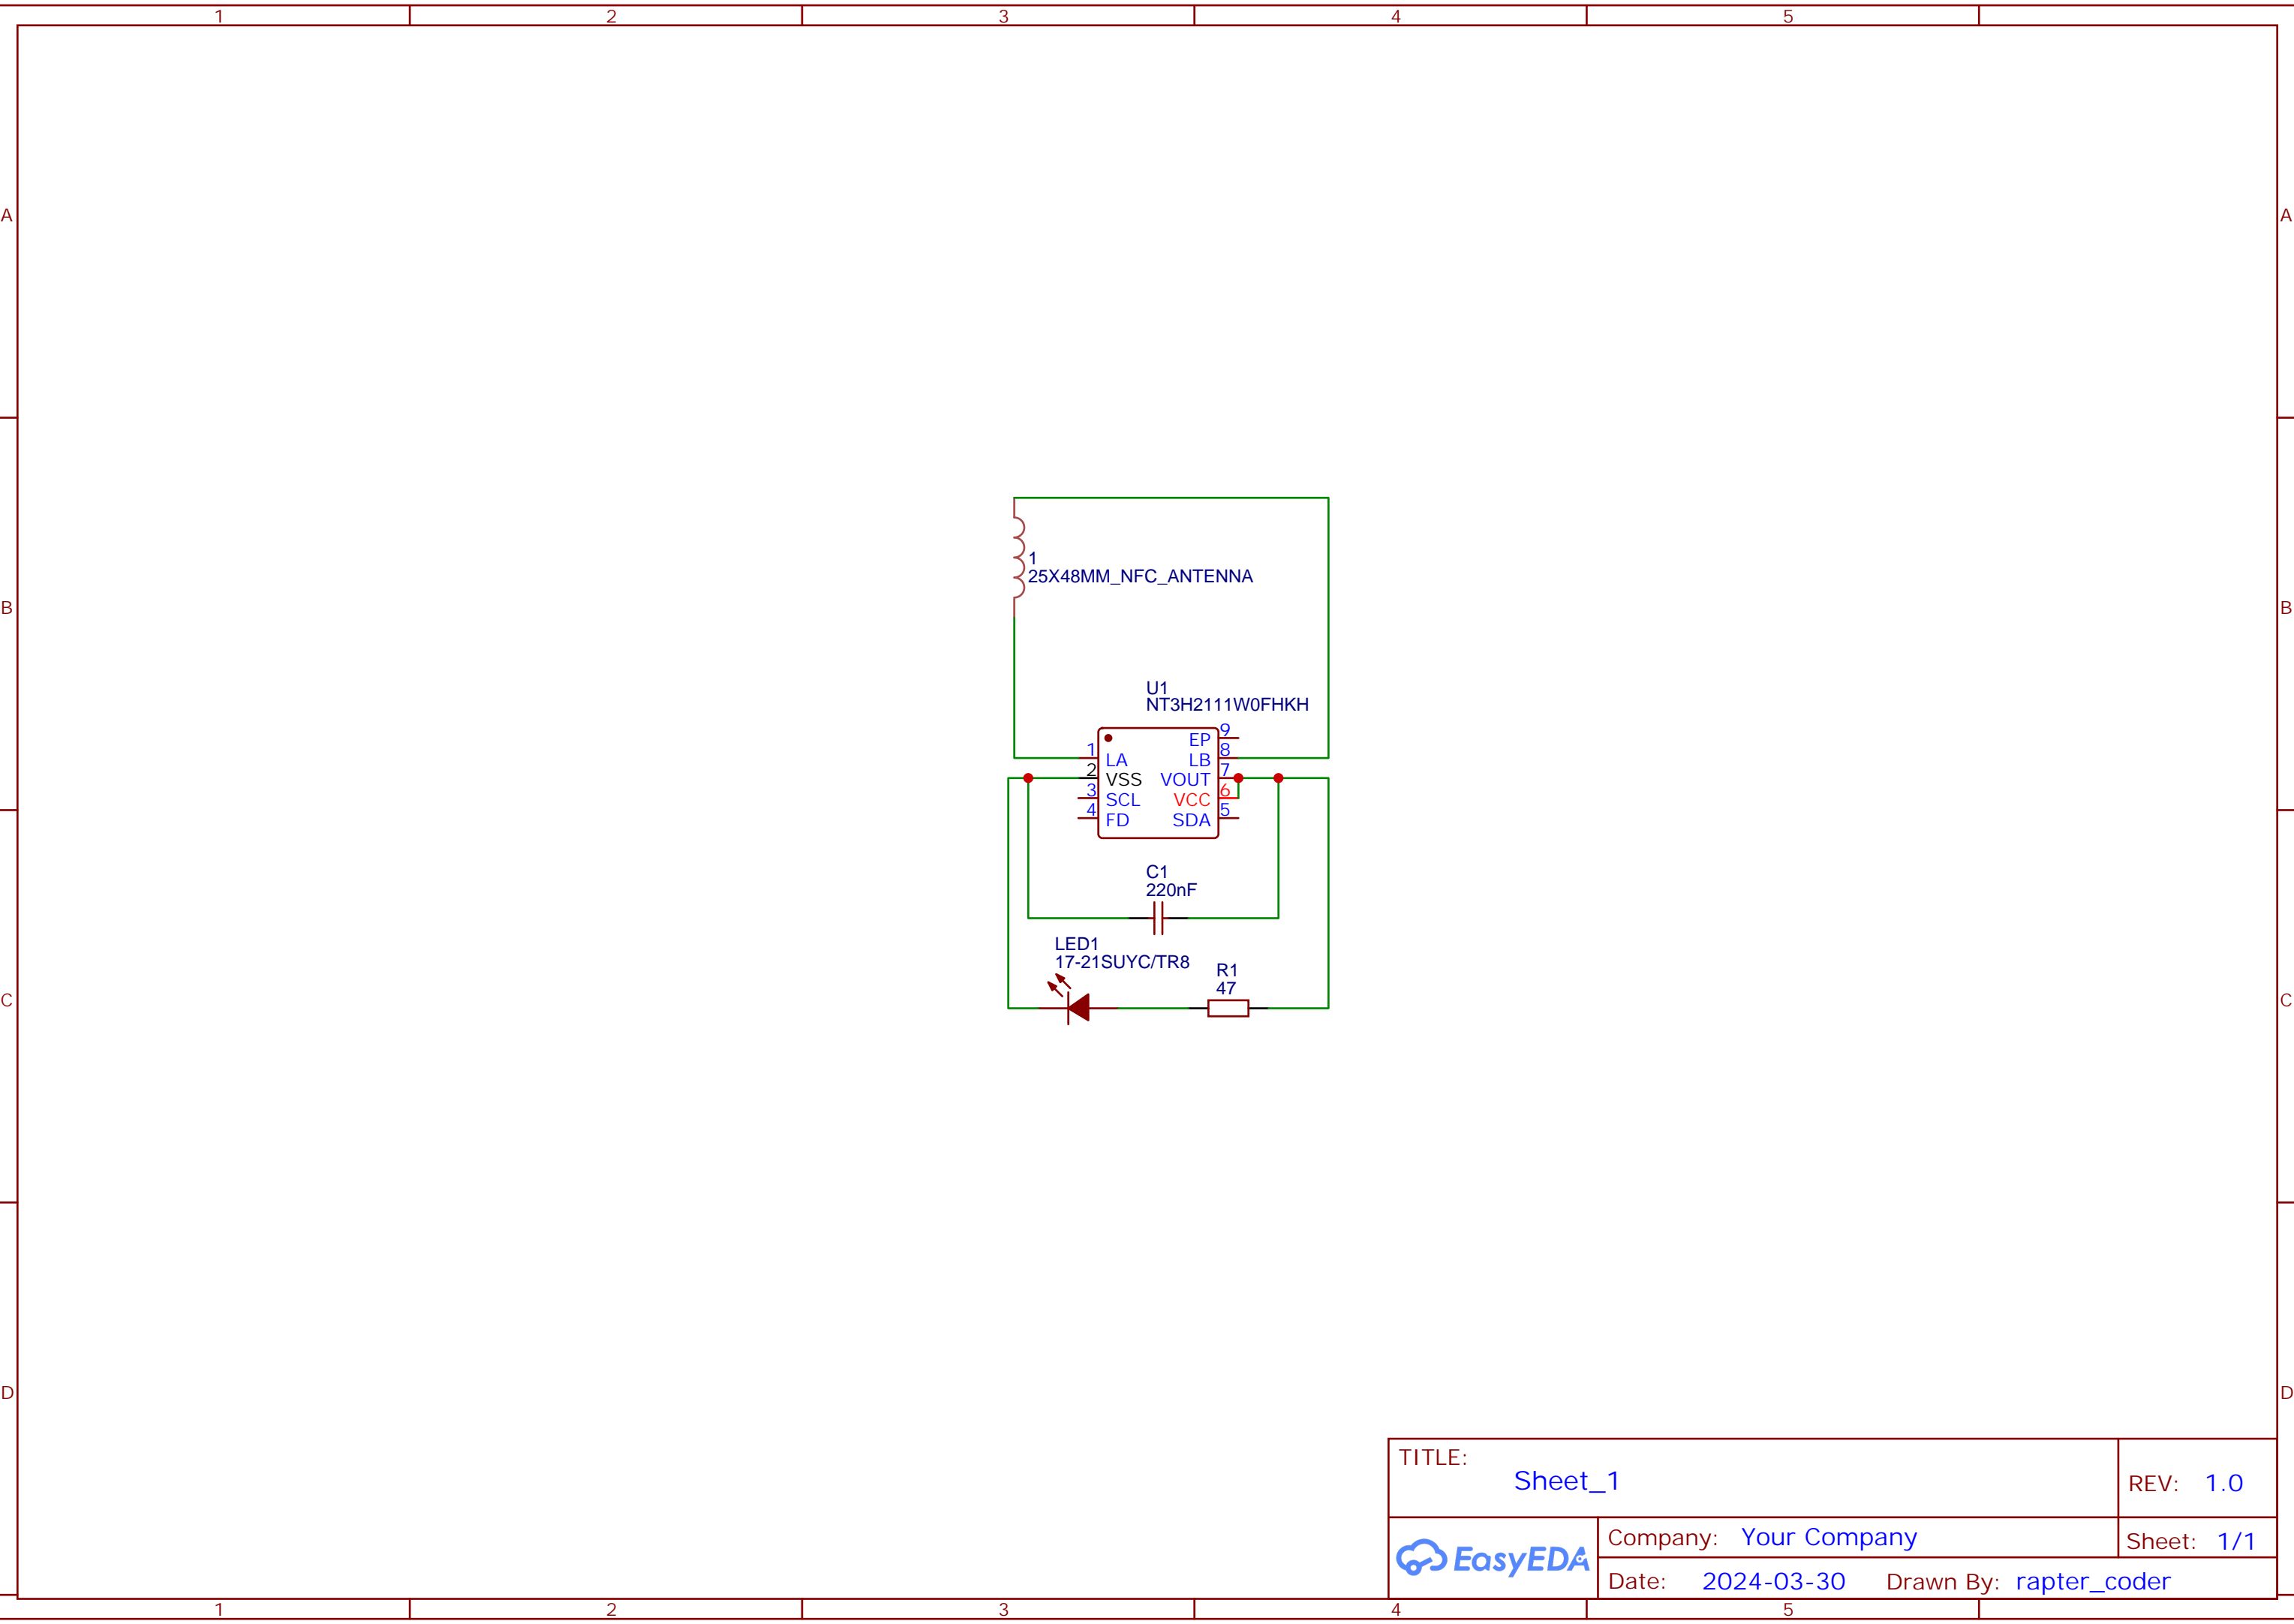 1 2 3 4 5
A A
B B
1
25X48MM_NFC_ANTENNA
U1
NT3H2111W0FHKH
9
EP
1 8
LA LB
2 7
VSS VOUT
3 6
SCL VCC
4 5
FD SDA
C1
220nF
LED1
17-21SUYC/TR8
R1
47
C C
D D
TITLE:
Sheet_1
REV: 1.0
EasyEDA
Company: Your Company
Sheet: 1/1
Date: 2024-03-30 Drawn By: rapter_coder
1 2 3 4 5